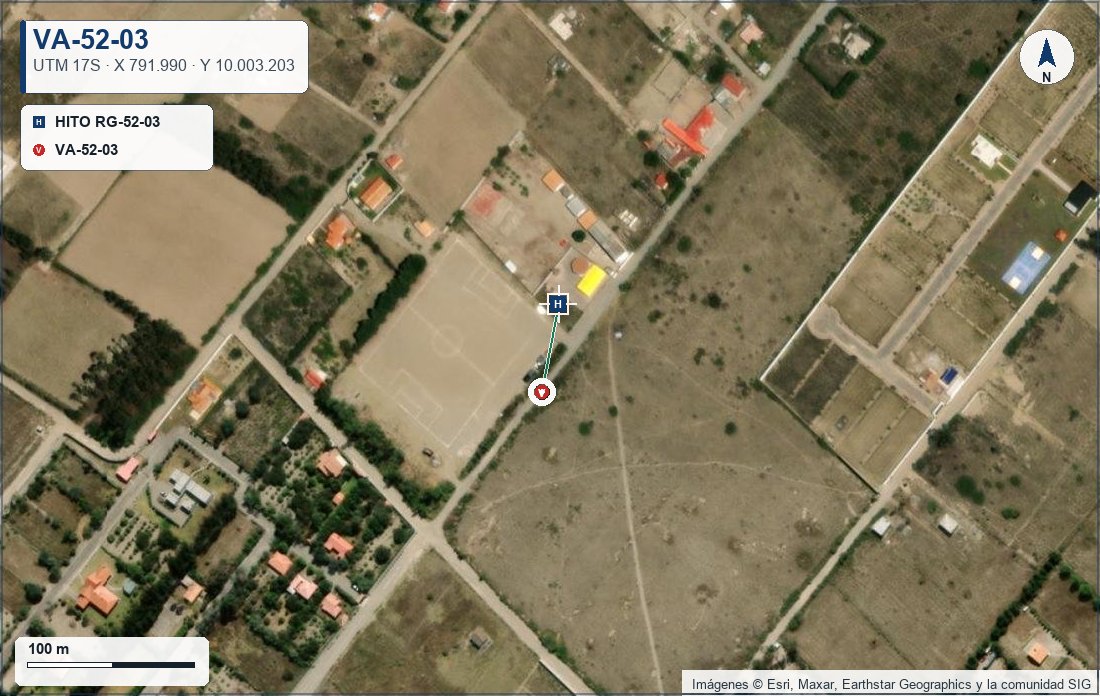 VA-52-03
UTM 17S · X 791.990 · Y 10.003.203
H HITO RG-52-03
V VA-52-03
N
H
V
100 m
Imágenes © Esri, Maxar, Earthstar Geographics y la comunidad SIG